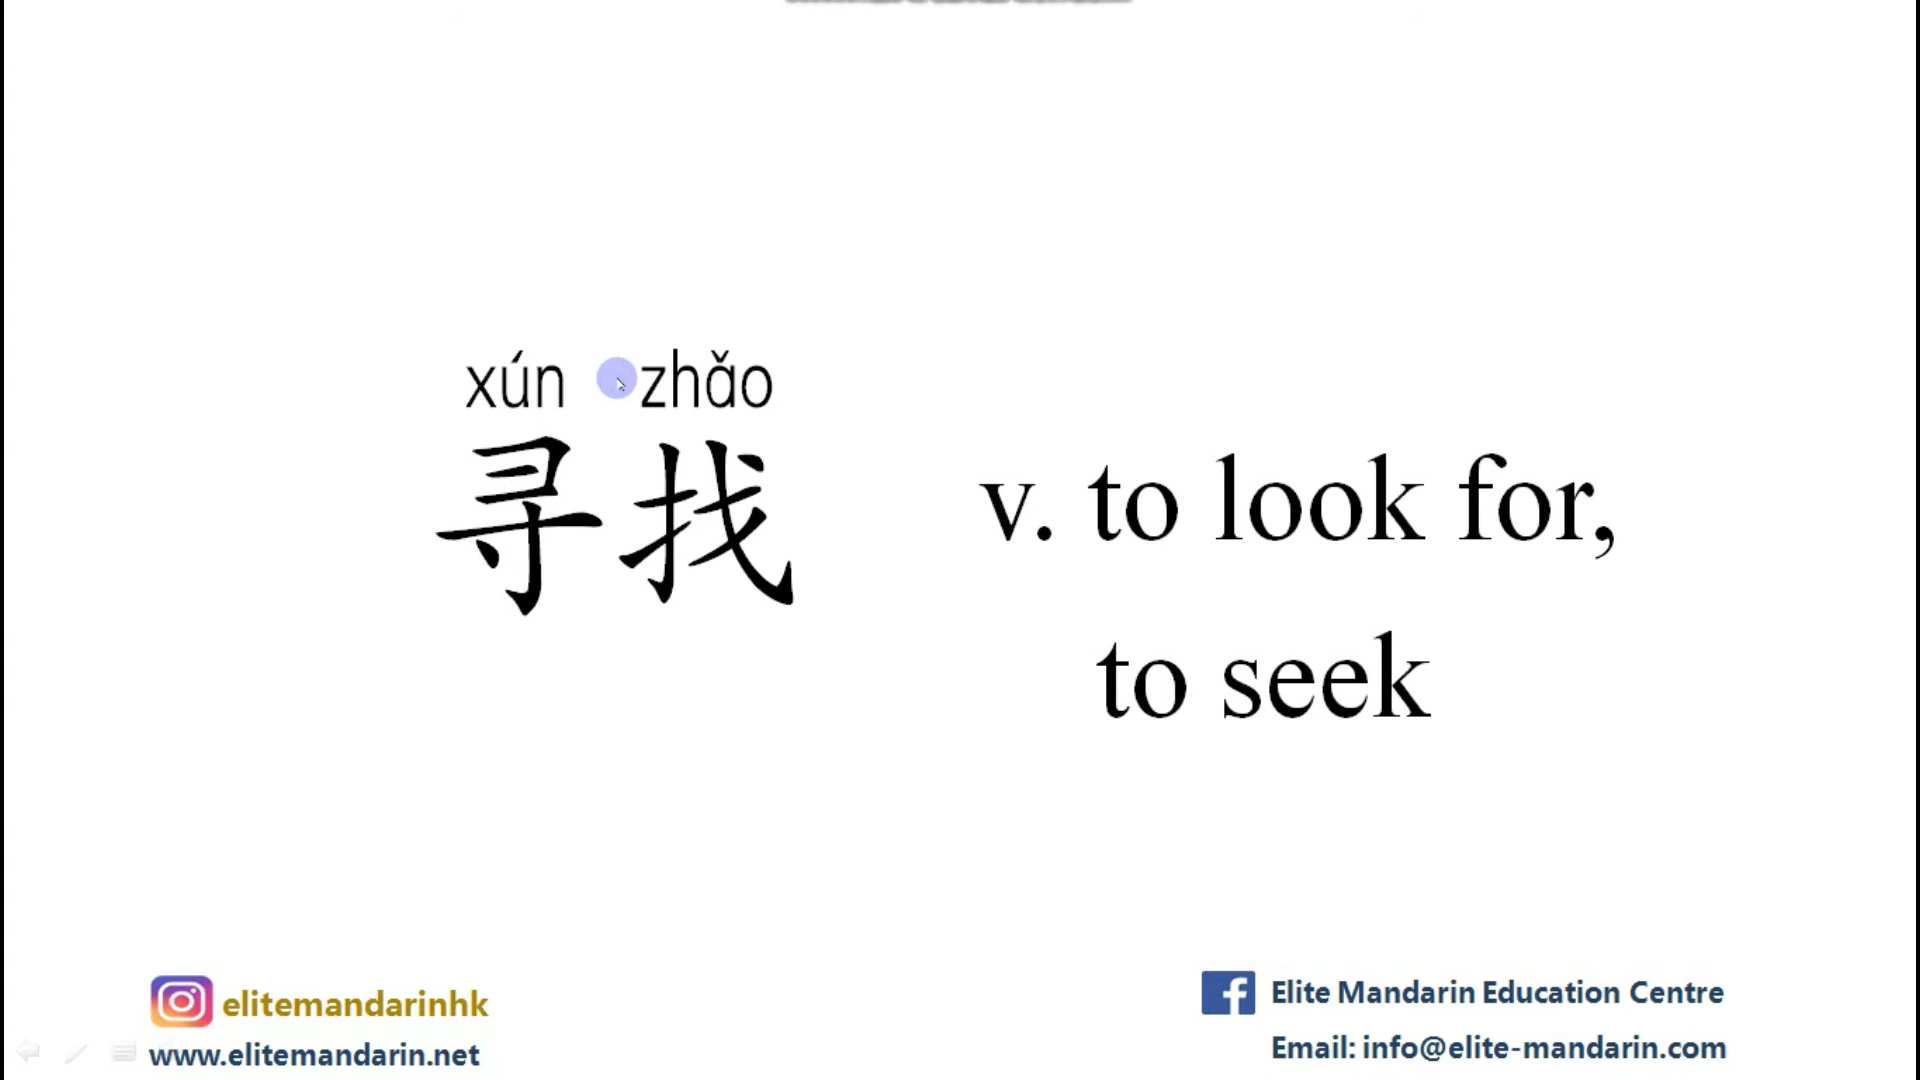 xún zhǎo
寻找
v. to look for,
to seek
elitemandarinhk
www.elitemandarin.net
Elite Mandarin Education Centre
Email: info@elite-mandarin.com